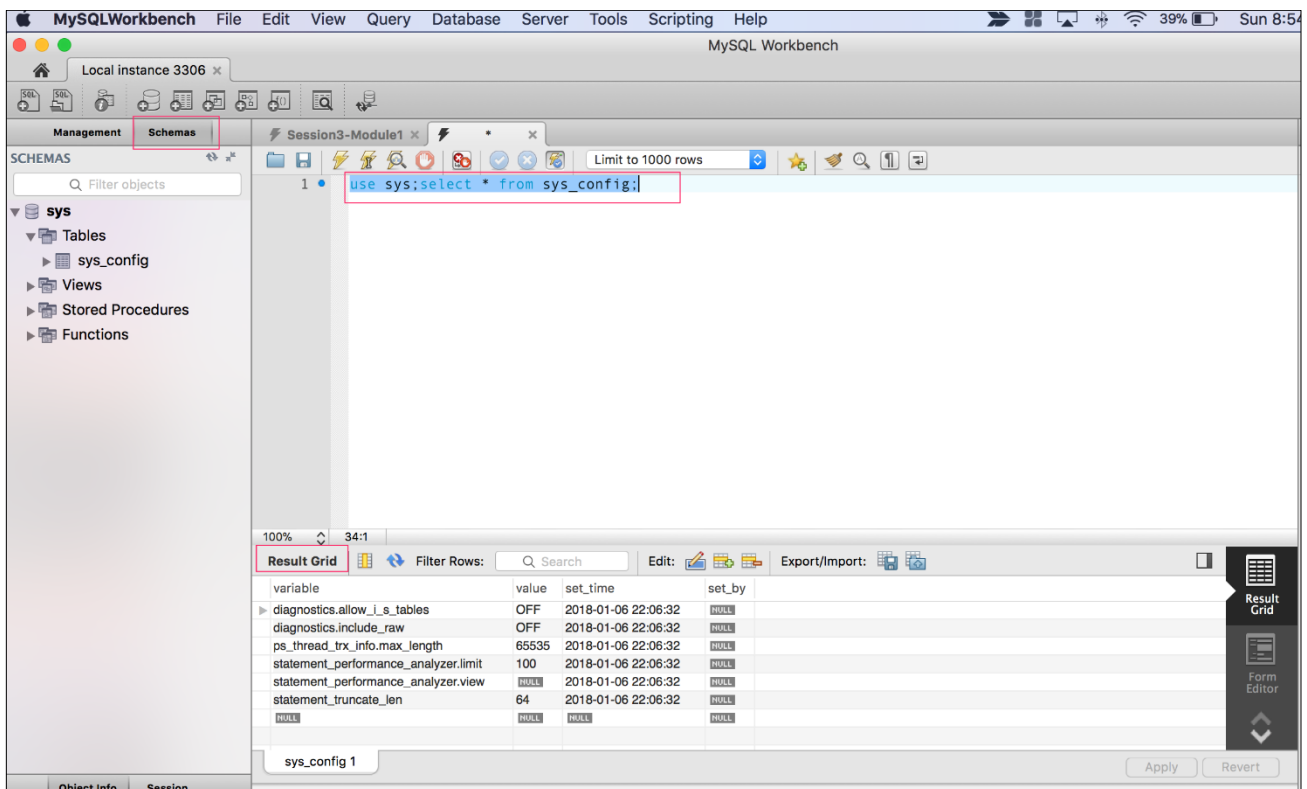 MySQLWorkbench File Edit View Query Database Server Tools Scripting Help 39% Sun 8:54
MySQL Workbench
Local instance 3306
SQL SQL
Management Schemas
Session3-Module1 *
SCHEMAS
Limit to 1000 rows
Filter objects
1 use sys;select * from sys_config;
sys
Tables
sys_config
Views
Stored Procedures
Functions
100% 34:1
Result Grid Filter Rows: Search Edit: Export/Import:
variable value set_time set_by
diagnostics.allow_i_s_tables OFF 2018-01-06 22:06:32 NULL
diagnostics.include_raw OFF 2018-01-06 22:06:32 NULL
ps_thread_trx_info.max_length 65535 2018-01-06 22:06:32 NULL
statement_performance_analyzer.limit 100 2018-01-06 22:06:32 NULL
statement_performance_analyzer.view NULL 2018-01-06 22:06:32 NULL
statement_truncate_len 64 2018-01-06 22:06:32 NULL
NULL NULL NULL NULL
Result
Grid
Form
Editor
sys_config 1
Apply Revert
Object Info Session